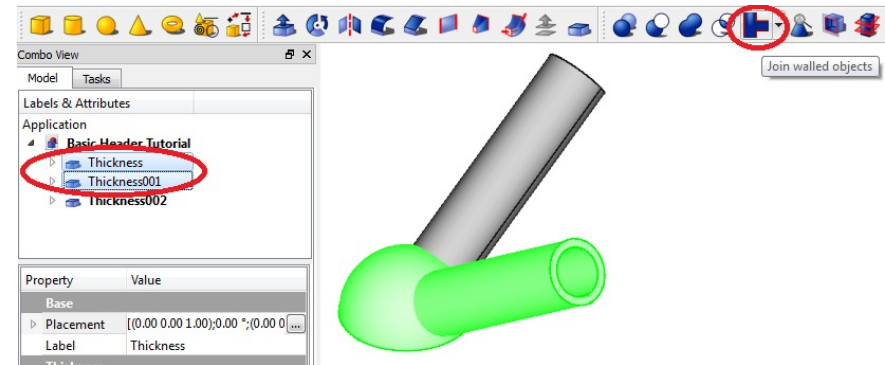 Combo View
Join walled objects
Model Tasks
Labels & Attributes
Application
Basic Header Tutorial
Thickness
Thickness001
Thickness002
Property Value
Base
Placement [(0.00 0.00 1.00);0.00 °;(0.00 0 ...
Label Thickness